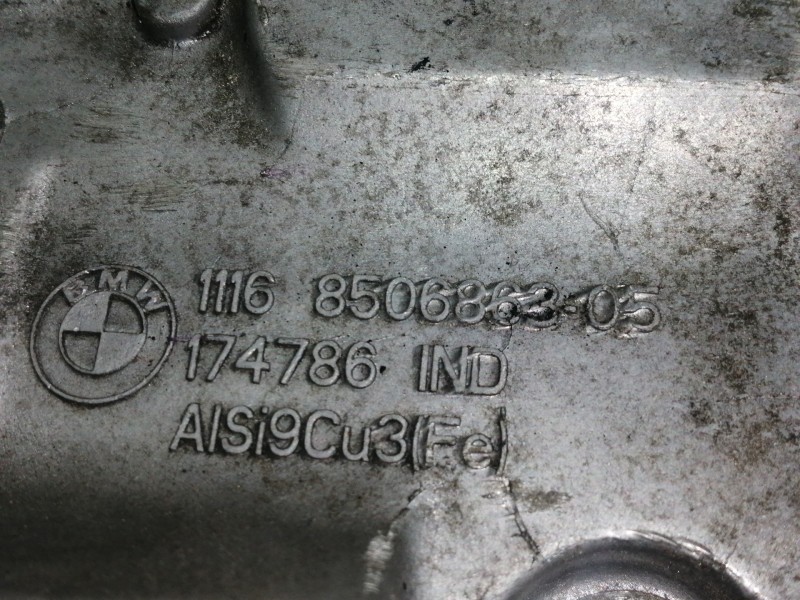 BMW
1116 8506863-05
174786 IND
AlSi9Cu3(Fe)